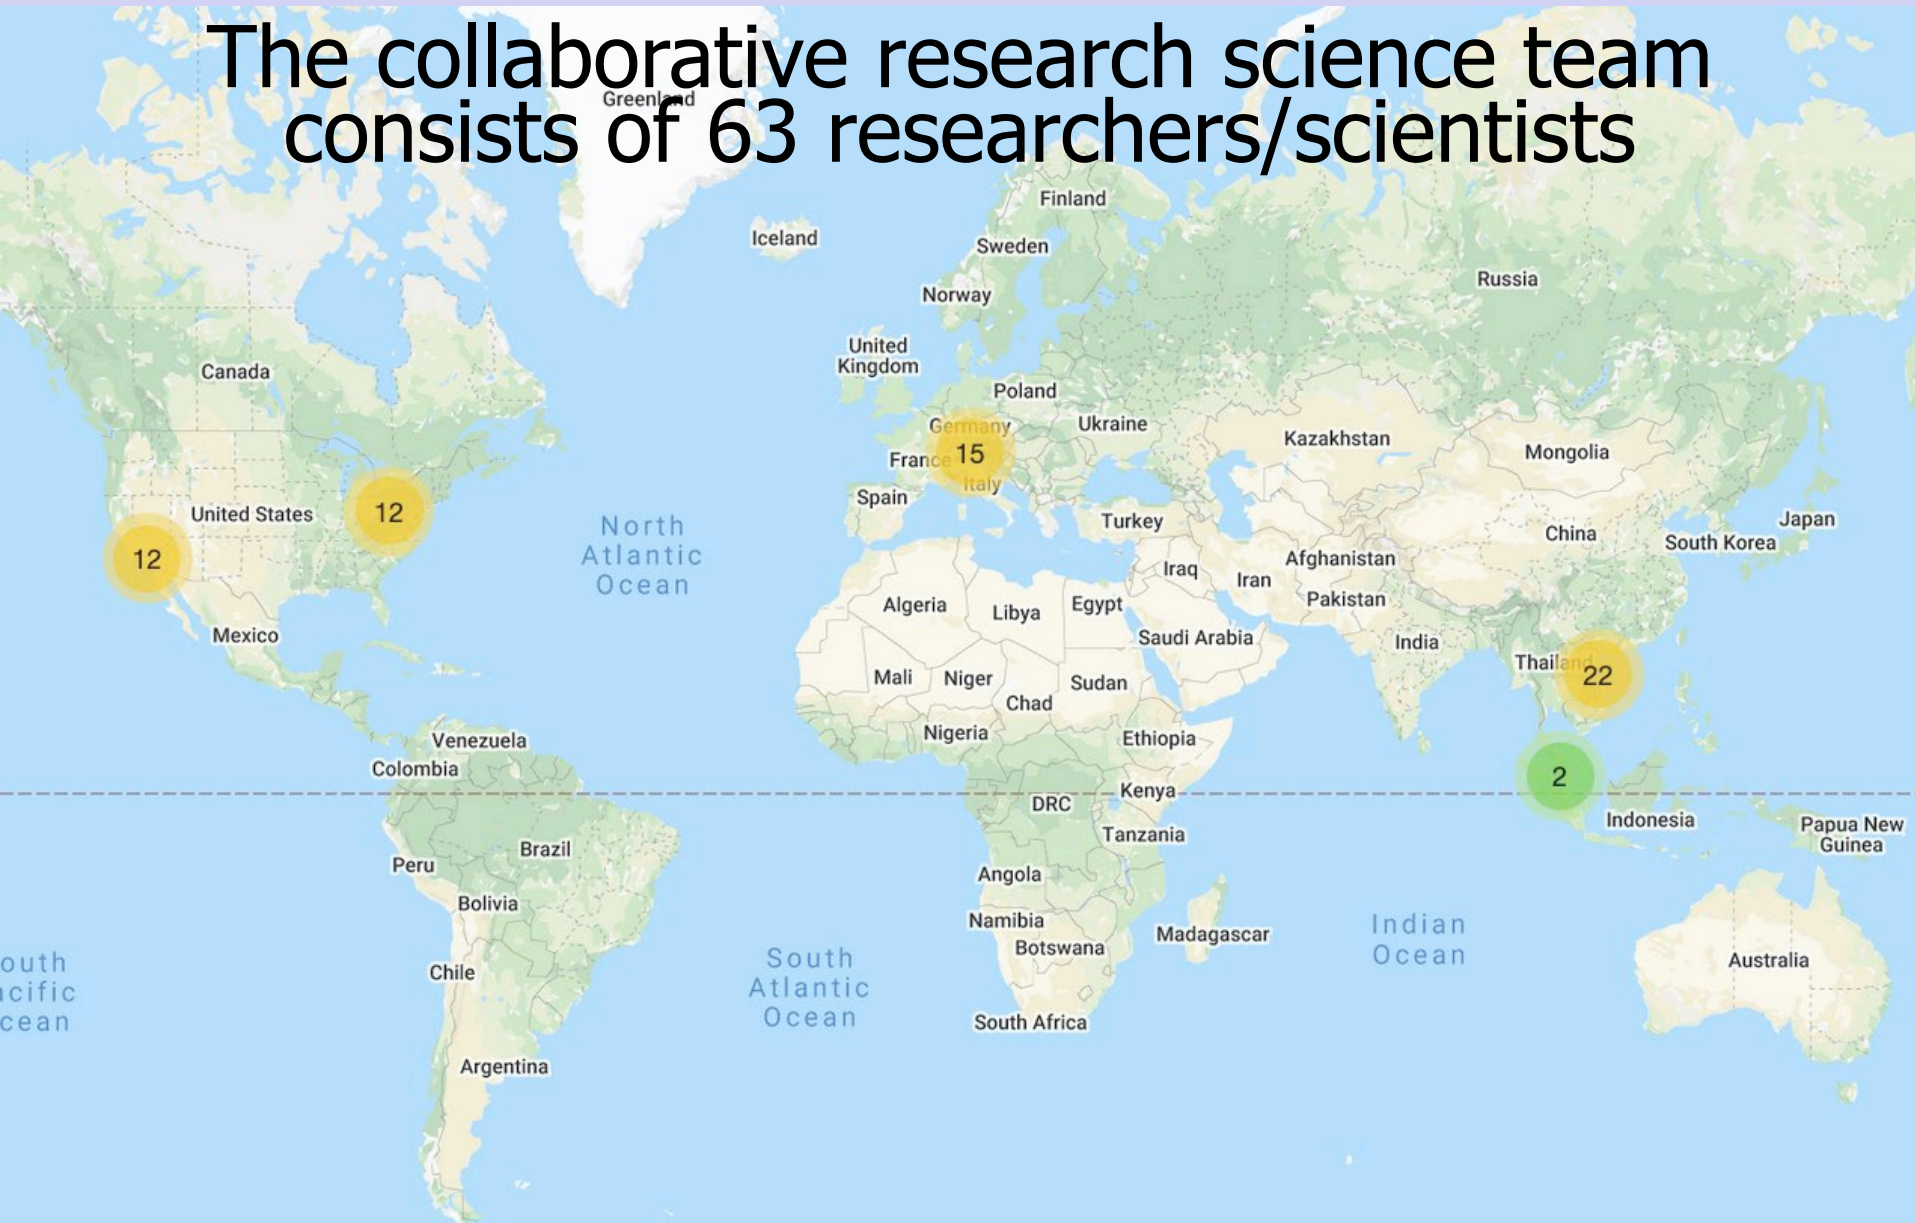 The collaborative research science team
consists of 63 researchers/scientists
Greenland
Finland
Iceland
Sweden
Russia
Norway
United
Kingdom
Canada
Poland
Germany
Ukraine
Kazakhstan
Mongolia
France
15
Italy
Spain
United States
12
12
North
Atlantic
Ocean
Turkey
Japan
China
South Korea
Afghanistan
Iraq
Iran
Pakistan
Algeria
Libya
Egypt
Mexico
Saudi Arabia
India
Thailand
22
Mali
Niger
Sudan
Chad
Nigeria
Ethiopia
Venezuela
Colombia
2
Kenya
DRC
Indonesia
Papua New
Guinea
Tanzania
Brazil
Peru
Angola
Bolivia
Namibia
Botswana
Madagascar
Indian
Ocean
Australia
outh
cific
cean
Chile
South
Atlantic
Ocean
South Africa
Argentina